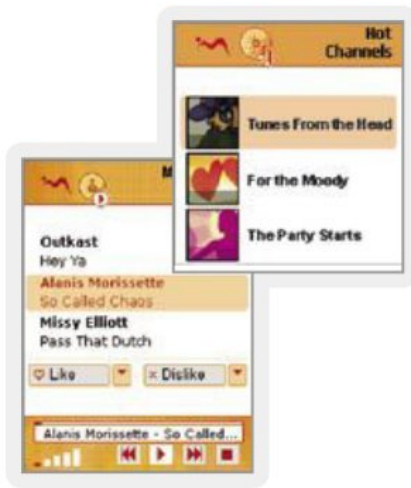 Hot
Channels
Tunes From the Head
For the Moody
The Party Starts
M
Outkast
Hey Ya
Alanis Morissette
So Called Chaos
Missy Elliott
Pass That Dutch
Like
× Dislike
Alanis Morissette - So Called...